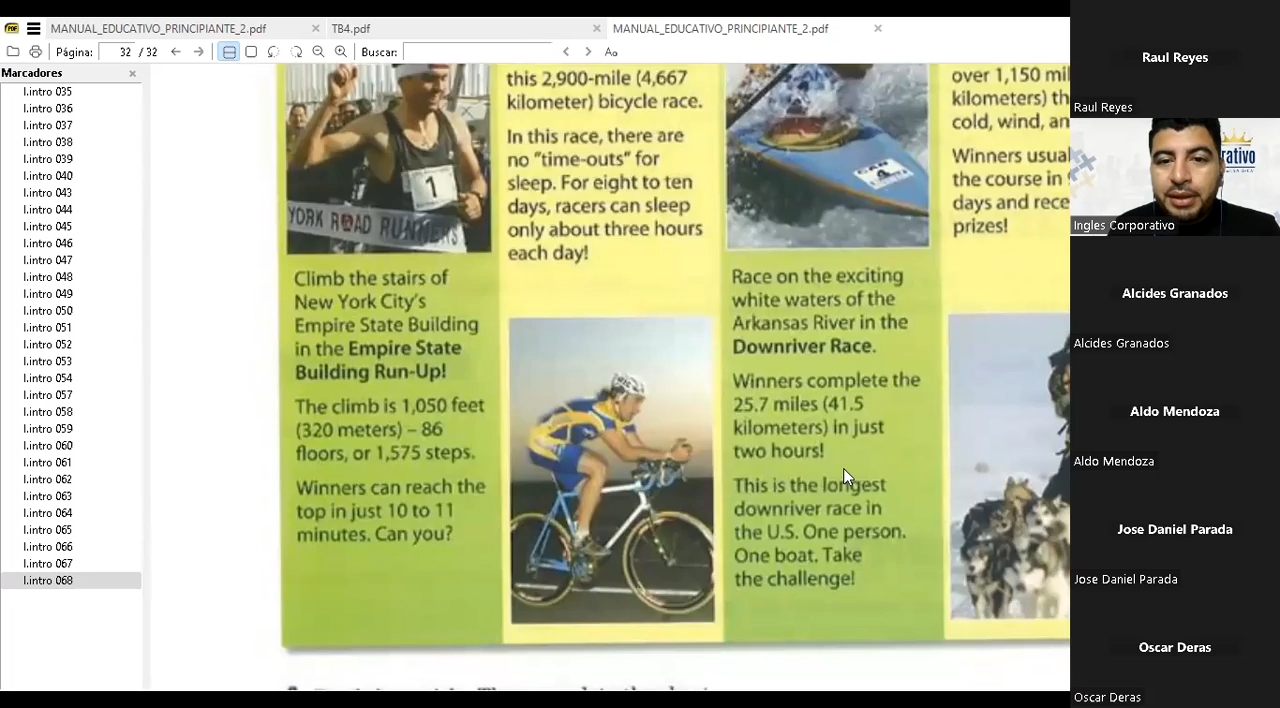 MANUAL_EDUCATIVO_PRINCIPIANTE_2.pdf
TB4.pdf
MANUAL_EDUCATIVO_PRINCIPIANTE_2.pdf
Página: 32 / 32
Buscar:
Aa
Marcadores
I.intro 035
I.intro 036
I.intro 037
I.intro 038
I.intro 039
I.intro 040
I.intro 043
I.intro 044
I.intro 045
I.intro 046
I.intro 047
I.intro 048
I.intro 049
I.intro 050
I.intro 051
I.intro 052
I.intro 053
I.intro 054
I.intro 057
I.intro 058
I.intro 059
I.intro 060
I.intro 061
I.intro 062
I.intro 063
I.intro 064
I.intro 065
I.intro 066
I.intro 067
I.intro 068
1
YORK ROAD RUNNERS
Climb the stairs of
New York City's
Empire State Building
in the Empire State
Building Run-Up!
The climb is 1,050 feet
(320 meters) – 86
floors, or 1,575 steps.
Winners can reach the
top in just 10 to 11
minutes. Can you?
this 2,900-mile (4,667
kilometer) bicycle race.
In this race, there are
no "time-outs" for
sleep. For eight to ten
days, racers can sleep
only about three hours
each day!
4
Race on the exciting
white waters of the
Arkansas River in the
Downriver Race.
Winners complete the
25.7 miles (41.5
kilometers) in just
two hours!
This is the longest
downriver race in
the U.S. One person.
One boat. Take
the challenge!
over 1,150 mil
kilometers) th
cold, wind, an
Winners usual
the course in
days and rece
prizes!
Raul Reyes
Raul Reyes
rativo
Ingles Corporativo
Alcides Granados
Alcides Granados
Aldo Mendoza
Aldo Mendoza
Jose Daniel Parada
Jose Daniel Parada
Oscar Deras
Oscar Deras